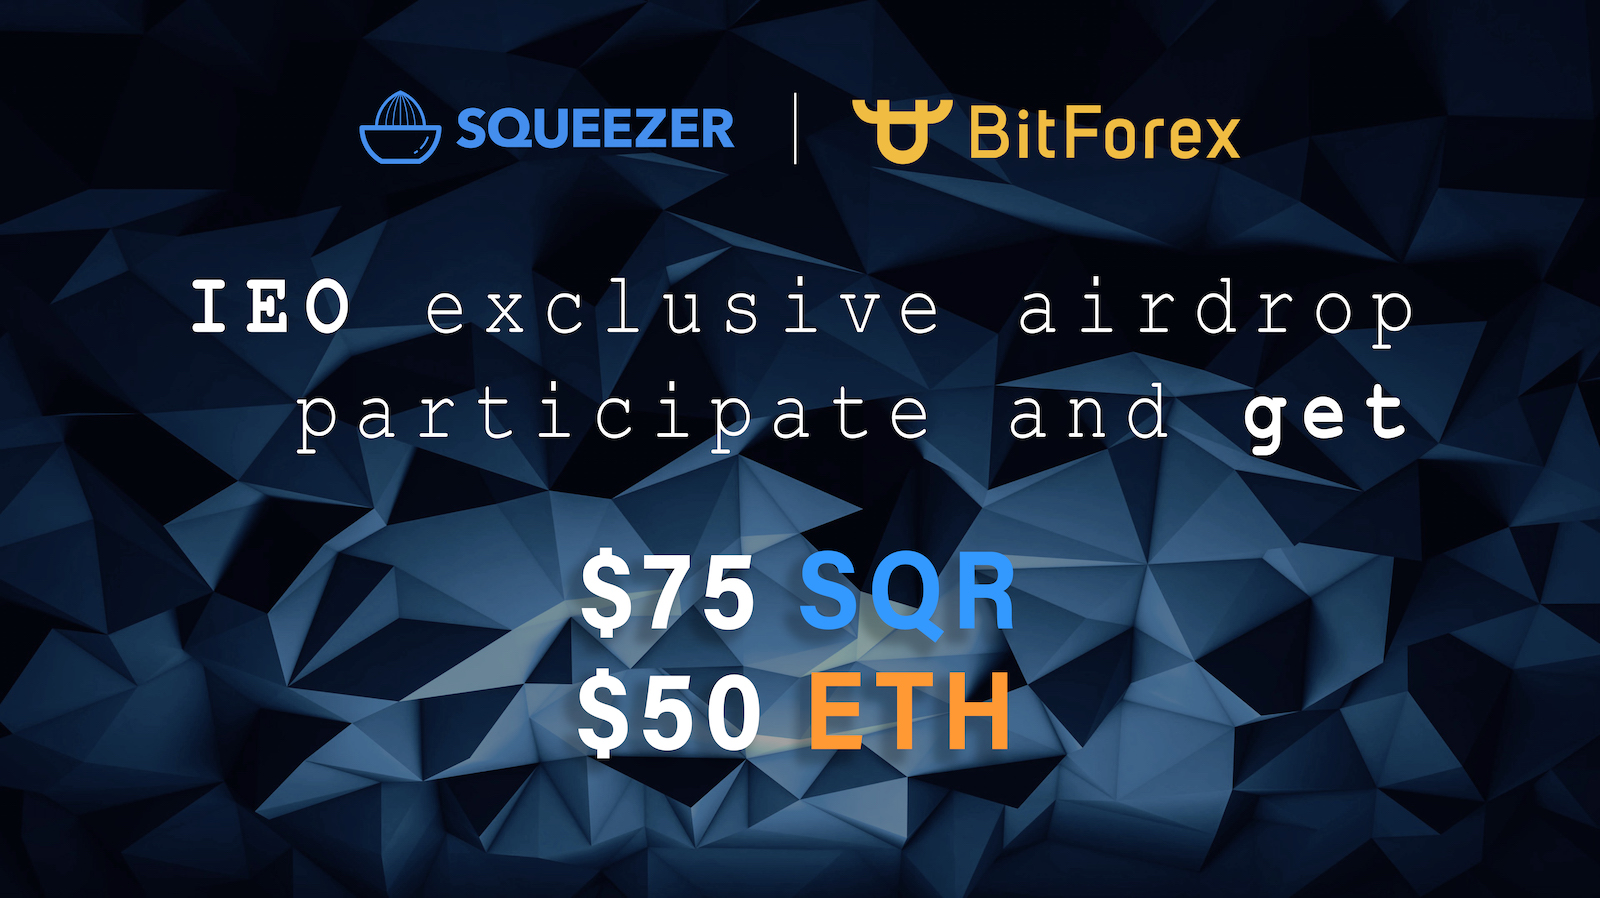 SQUEEZER | BitForex
IEO exclusive airdrop
participate and get
$75 SQR
$50 ETH